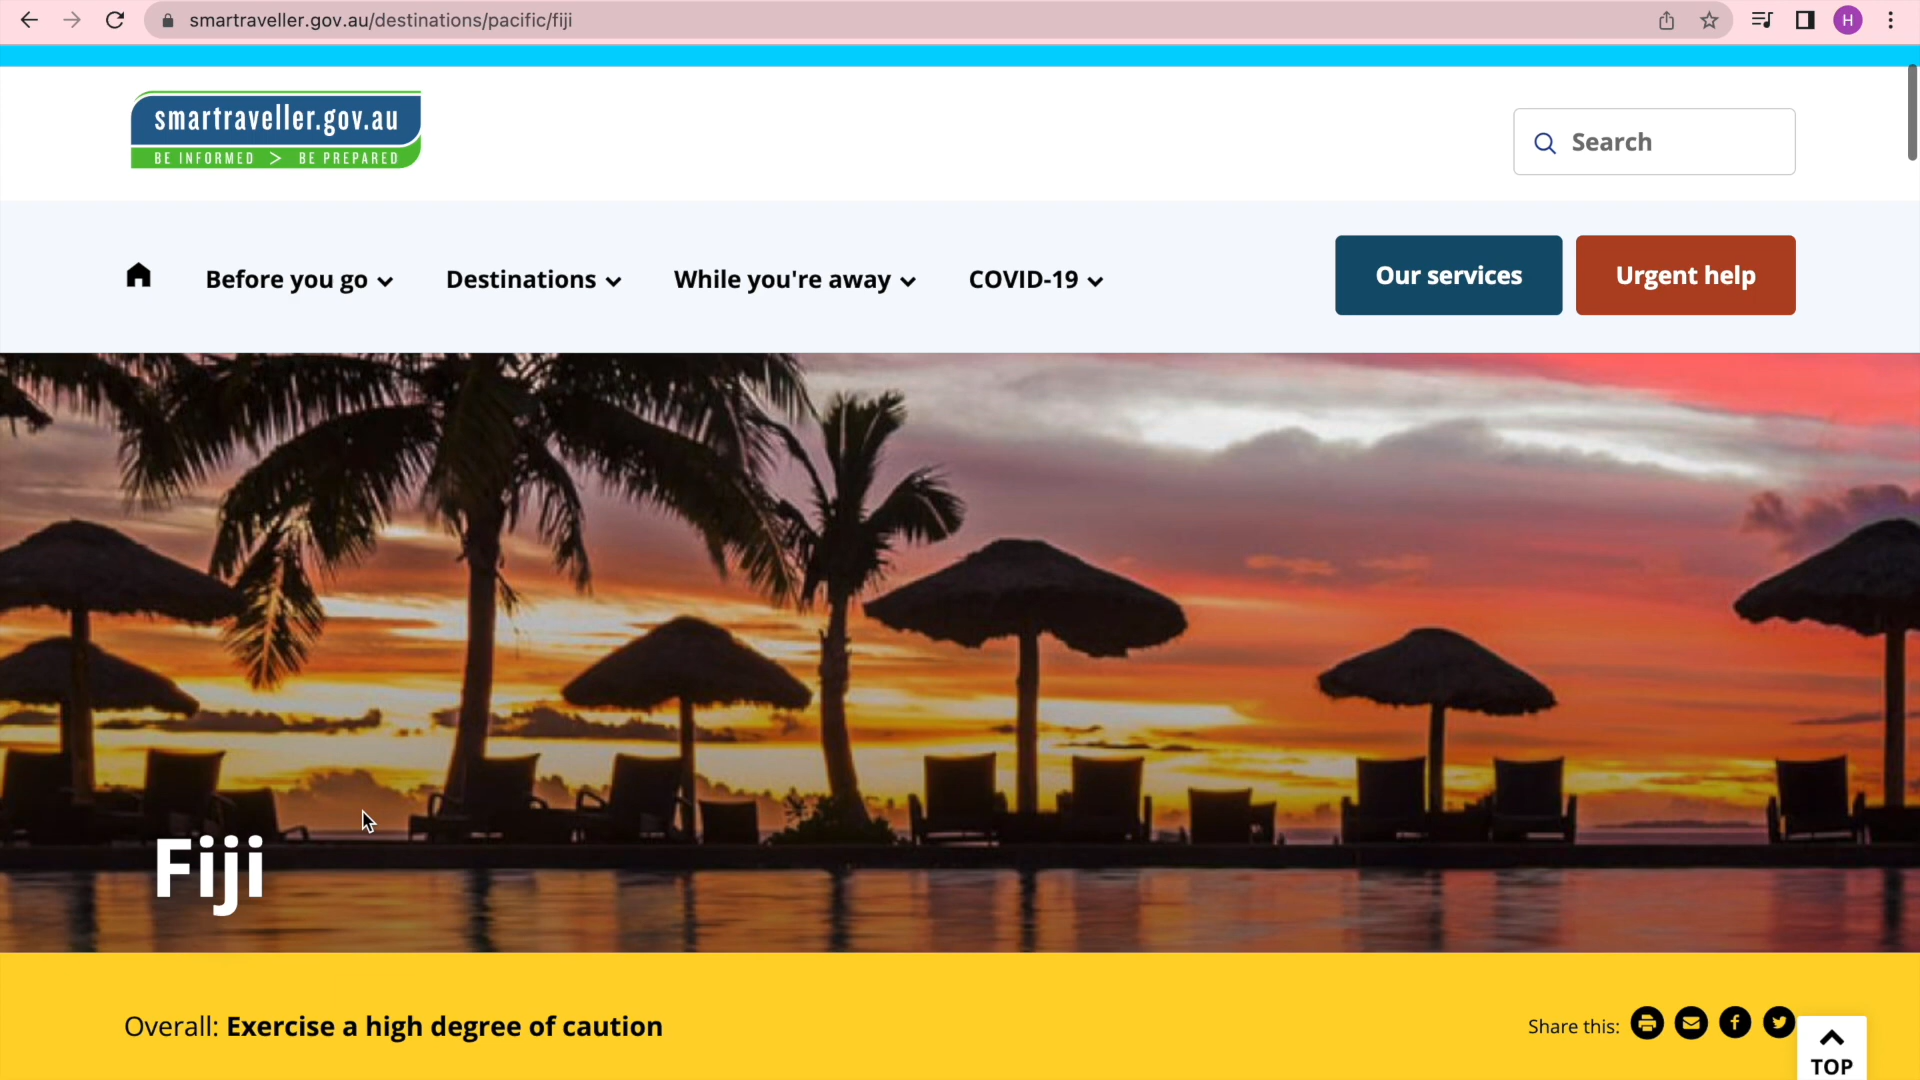 smartraveller.gov.au/destinations/pacific/fiji
H
smartraveller.gov.au
BE INFORMED > BE PREPARED
Search
Before you go
Destinations
While you're away
COVID-19
Our services
Urgent help
Fiji
Overall: Exercise a high degree of caution
Share this:
TOP